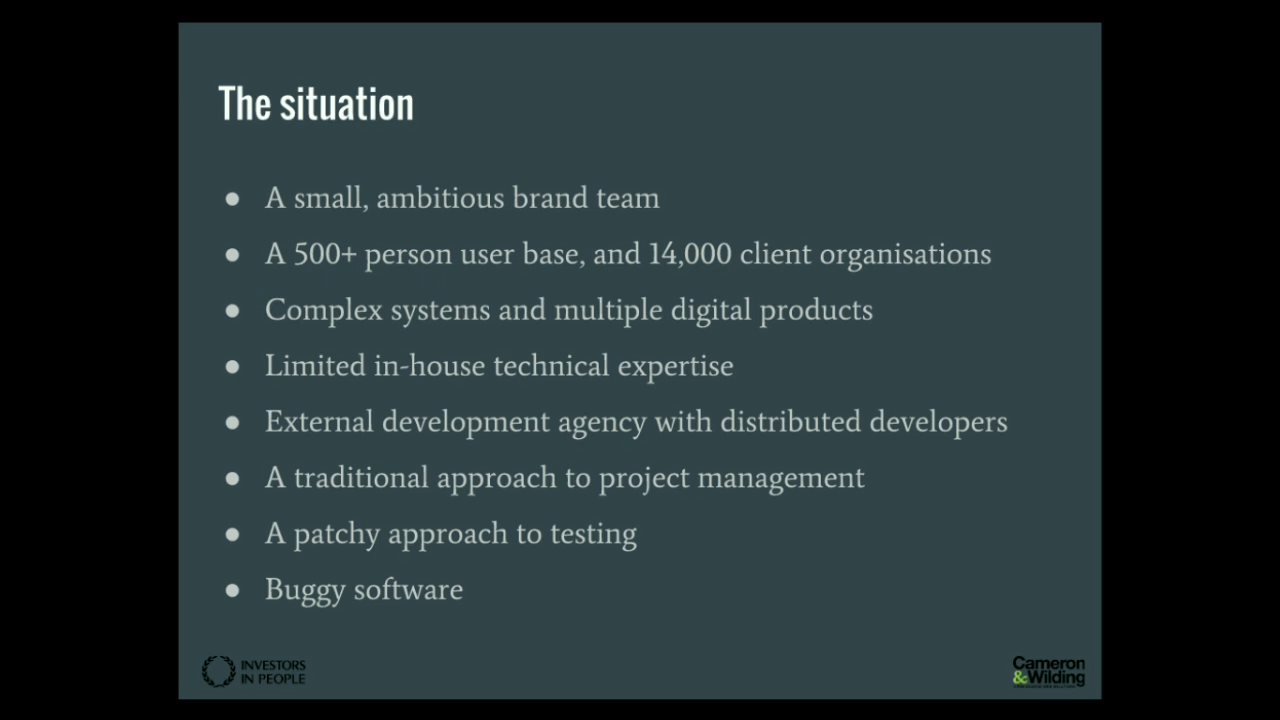 The situation
● A small, ambitious brand team
● A 500+ person user base, and 14,000 client organisations
● Complex systems and multiple digital products
● Limited in-house technical expertise
● External development agency with distributed developers
● A traditional approach to project management
● A patchy approach to testing
● Buggy software
INVESTORS
IN PEOPLE
Cameron
&Wilding